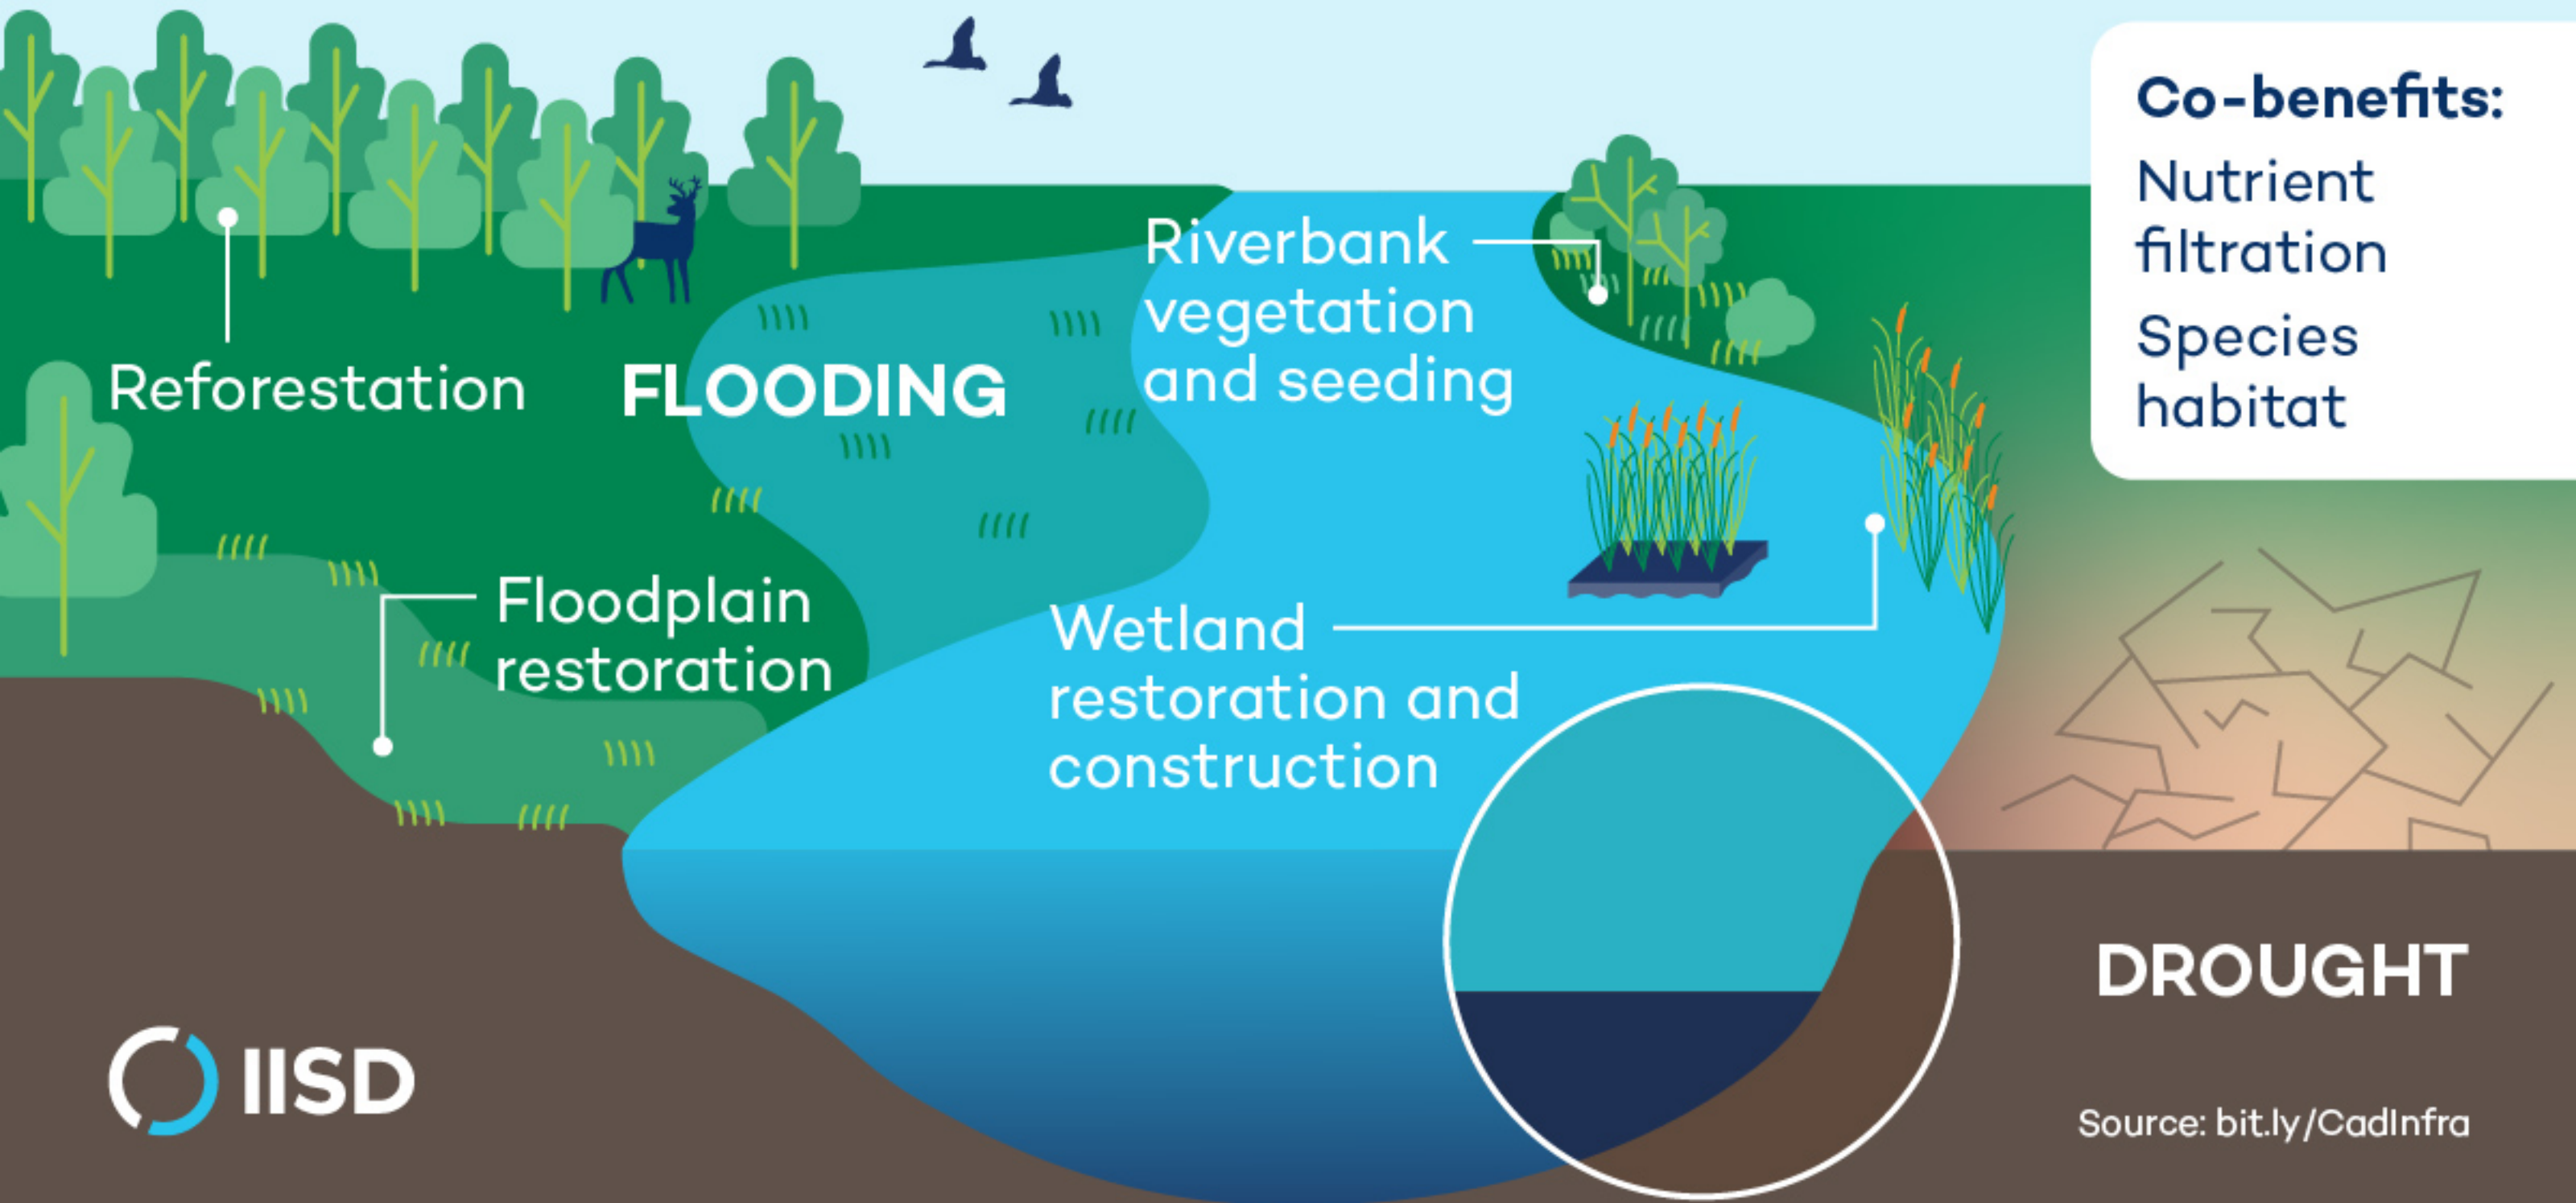 Co-benefits:
Nutrient
filtration
Species
habitat
Riverbank
vegetation
and seeding
Reforestation
FLOODING
Floodplain
restoration
Wetland
restoration and
construction
DROUGHT
IISD
Source: bit.ly/CadInfra